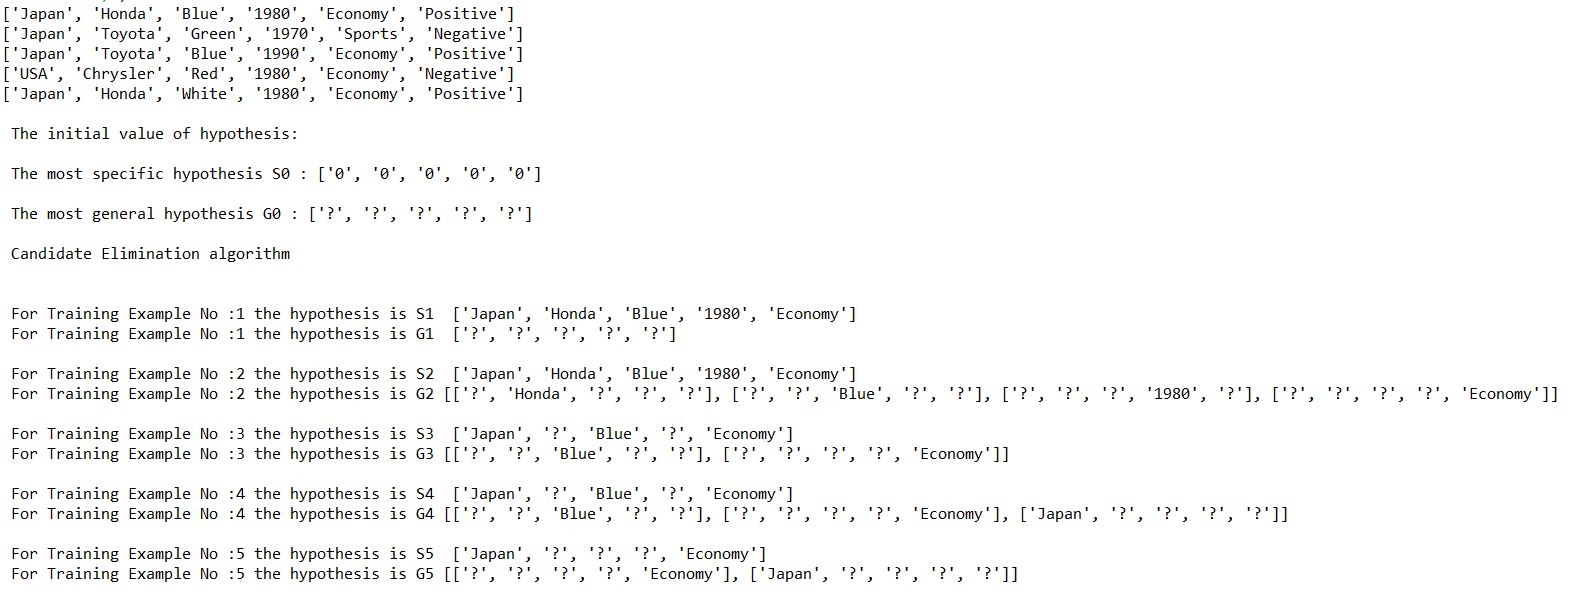 ['Japan', 'Honda', 'Blue', '1980', 'Economy', 'Positive']
['Japan', 'Toyota', 'Green', '1970', 'Sports', 'Negative']
['Japan', 'Toyota', 'Blue', '1990', 'Economy', 'Positive']
['USA', 'Chrysler', 'Red', '1980', 'Economy', 'Negative']
['Japan', 'Honda', 'White', '1980', 'Economy', 'Positive']
The initial value of hypothesis:
The most specific hypothesis S0 : ['0', '0', '0', '0', '0']
The most general hypothesis G0 : ['?', '?', '?', '?', '?']
Candidate Elimination algorithm
For Training Example No :1 the hypothesis is S1  ['Japan', 'Honda', 'Blue', '1980', 'Economy']
For Training Example No :1 the hypothesis is G1  ['?', '?', '?', '?', '?']
For Training Example No :2 the hypothesis is S2  ['Japan', 'Honda', 'Blue', '1980', 'Economy']
For Training Example No :2 the hypothesis is G2 [['?', 'Honda', '?', '?', '?'], ['?', '?', 'Blue', '?', '?'], ['?', '?', '?', '1980', '?'], ['?', '?', '?', '?', 'Economy']]
For Training Example No :3 the hypothesis is S3  ['Japan', '?', 'Blue', '?', 'Economy']
For Training Example No :3 the hypothesis is G3 [['?', '?', 'Blue', '?', '?'], ['?', '?', '?', '?', 'Economy']]
For Training Example No :4 the hypothesis is S4  ['Japan', '?', 'Blue', '?', 'Economy']
For Training Example No :4 the hypothesis is G4 [['?', '?', 'Blue', '?', '?'], ['?', '?', '?', '?', 'Economy'], ['Japan', '?', '?', '?', '?']]
For Training Example No :5 the hypothesis is S5  ['Japan', '?', '?', '?', 'Economy']
For Training Example No :5 the hypothesis is G5 [['?', '?', '?', '?', 'Economy'], ['Japan', '?', '?', '?', '?']]